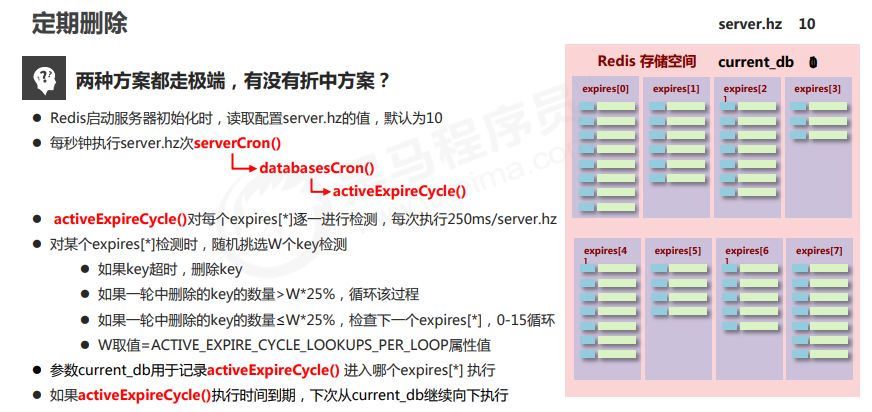 定期删除
server.hz 10
两种方案都走极端，有没有折中方案？
Redis启动服务器初始化时，读取配置server.hz的值，默认为10
每秒钟执行server.hz次serverCron()
databasesCron()
activeExpireCycle()
activeExpireCycle()对每个expires[*]逐一进行检测，每次执行250ms/server.hz
对某个expires[*]检测时，随机挑选W个key检测
如果key超时，删除key
如果一轮中删除的key的数量>W*25%，循环该过程
如果一轮中删除的key的数量≤W*25%，检查下一个expires[*]，0-15循环
W取值=ACTIVE_EXPIRE_CYCLE_LOOKUPS_PER_LOOP属性值
参数current_db用于记录activeExpireCycle() 进入哪个expires[*] 执行
如果activeExpireCycle()执行时间到期，下次从current_db继续向下执行
Redis 存储空间 current_db
expires[0] expires[1] expires[2] expires[3]
expires[4] expires[5] expires[6] expires[7]
黑马程序员